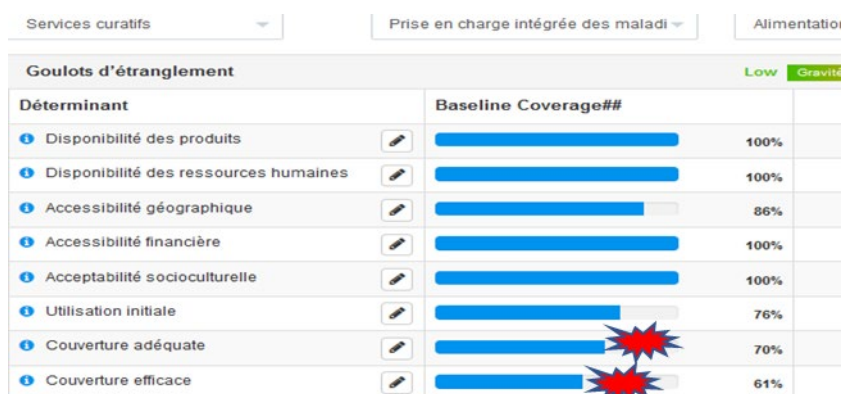 Services curatifs Prise en charge intégrée des maladi Alimentation
Goulots d'étranglement Low Gravité
Déterminant Baseline Coverage##
Disponibilité des produits 100%
Disponibilité des ressources humaines 100%
Accessibilité géographique 86%
Accessibilité financière 100%
Acceptabilité socioculturelle 100%
Utilisation initiale 76%
Couverture adéquate 70%
Couverture efficace 61%